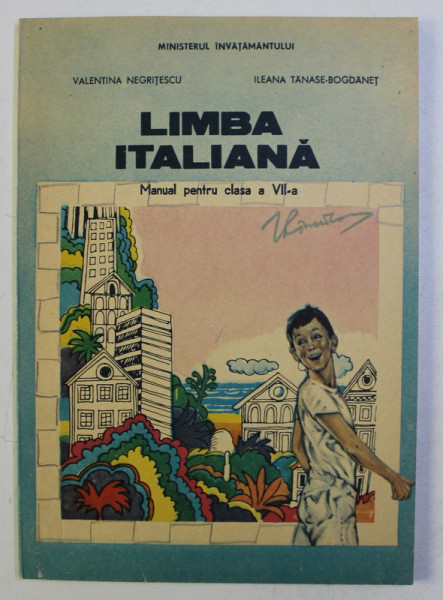 MINISTERUL ÎNVĂȚĂMÂNTULUI
VALENTINA NEGRIȚESCU ILEANA TĂNASE-BOGDĂNEȚ
LIMBA
ITALIANĂ
Manual pentru clasa a VII-a